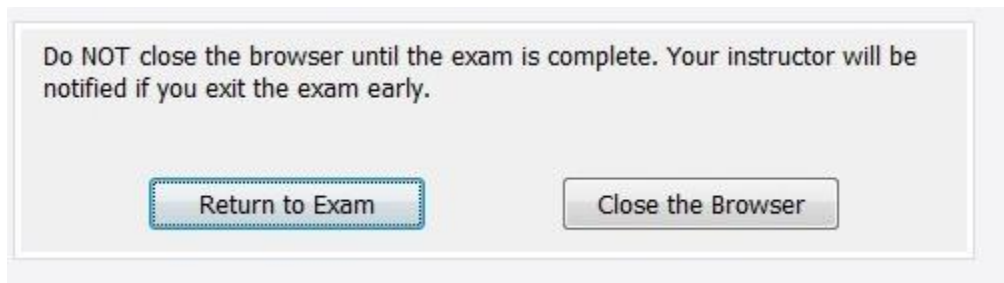 Do NOT close the browser until the exam is complete. Your instructor will be
notified if you exit the exam early.
Return to Exam
Close the Browser